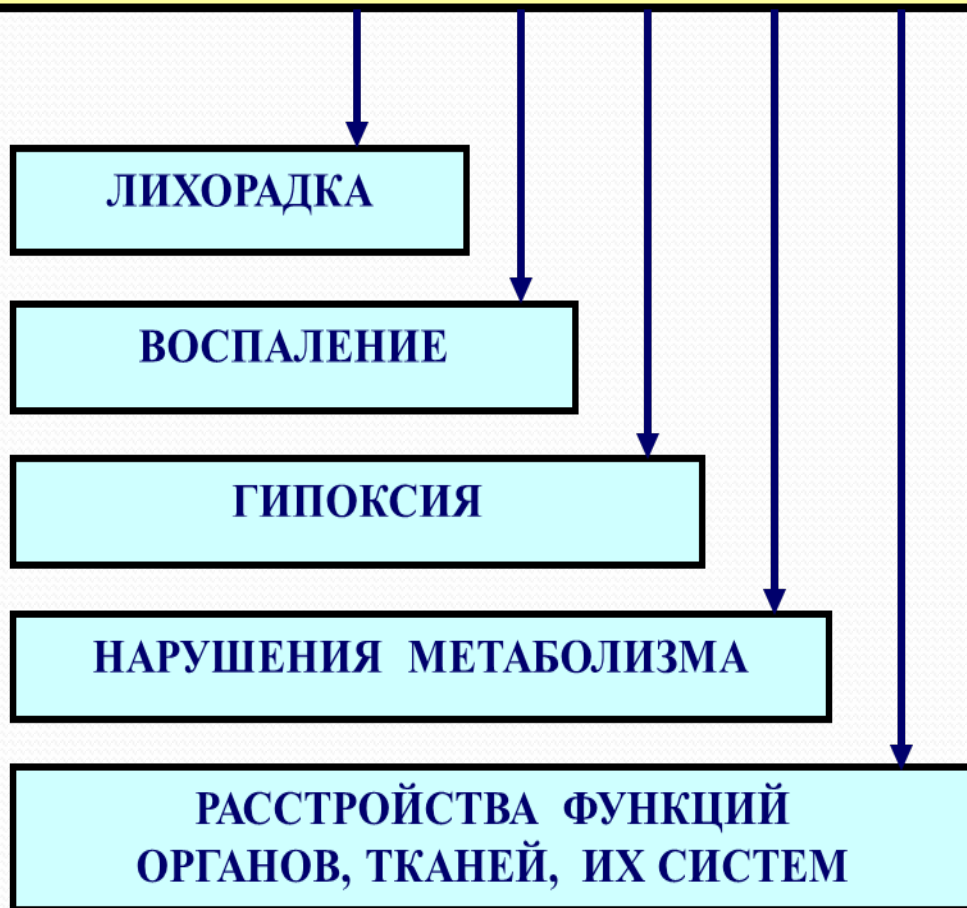 ЛИХОРАДКА
ВОСПАЛЕНИЕ
ГИПОКСИЯ
НАРУШЕНИЯ МЕТАБОЛИЗМА
РАССТРОЙСТВА ФУНКЦИЙ
ОРГАНОВ, ТКАНЕЙ, ИХ СИСТЕМ